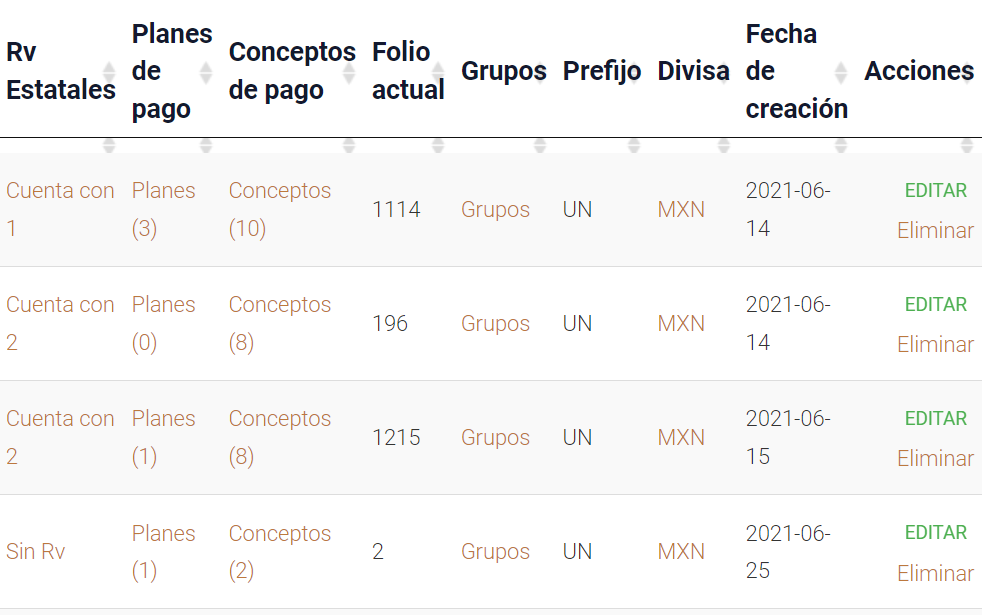 Rv Estatales
Planes de pago
Conceptos de pago
Folio actual
Grupos
Prefijo
Divisa
Fecha de creación
Acciones
Cuenta con 1
Planes (3)
Conceptos (10)
1114
Grupos
UN
MXN
2021-06-14
EDITAR
Eliminar
Cuenta con 2
Planes (0)
Conceptos (8)
196
Grupos
UN
MXN
2021-06-14
EDITAR
Eliminar
Cuenta con 2
Planes (1)
Conceptos (8)
1215
Grupos
UN
MXN
2021-06-15
EDITAR
Eliminar
Sin Rv
Planes (1)
Conceptos (2)
2
Grupos
UN
MXN
2021-06-25
EDITAR
Eliminar